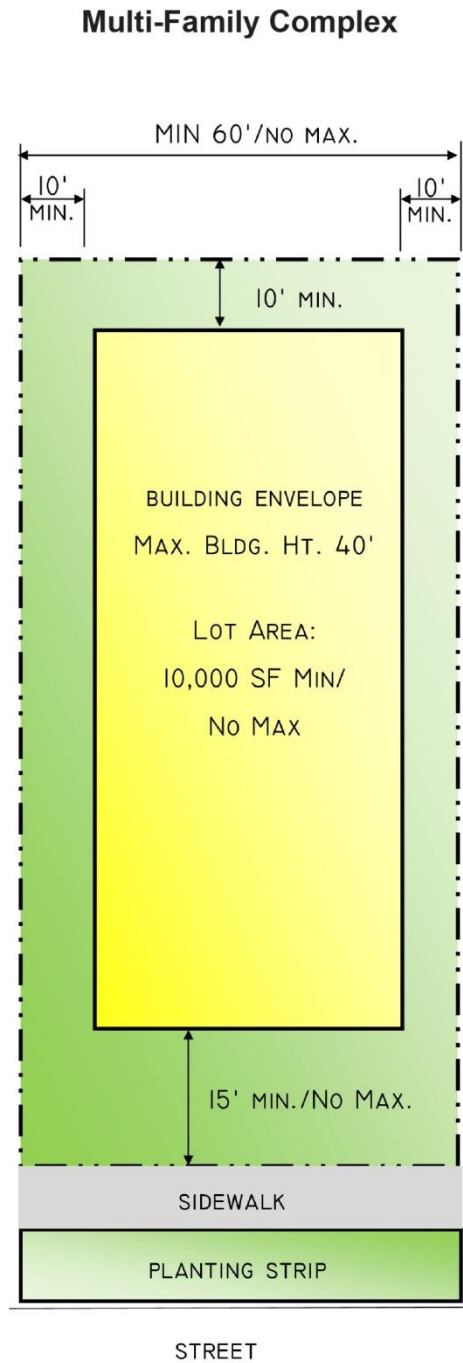 Multi-Family Complex
MIN 60'/NO MAX.
10'
MIN.
10'
MIN.
10' MIN.
BUILDING ENVELOPE
MAX. BLDG. HT. 40'
LOT AREA:
10,000 SF MIN/
NO MAX
15' MIN./NO MAX.
SIDEWALK
PLANTING STRIP
STREET